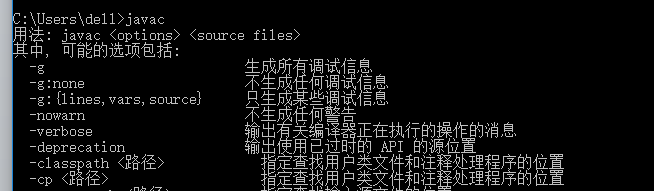 C:\Users\dell>javac
用法: javac <options> <source files>
其中, 可能的选项包括:
-g 生成所有调试信息
-g:none 不生成任何调试信息
-g:{lines,vars,source} 只生成某些调试信息
-nowarn 不生成任何警告
-verbose 输出有关编译器正在执行的操作的消息
-deprecation 输出使用已过时的 API 的源位置
-classpath <路径> 指定查找用户类文件和注释处理程序的位置
-cp <路径> 指定查找用户类文件和注释处理程序的位置